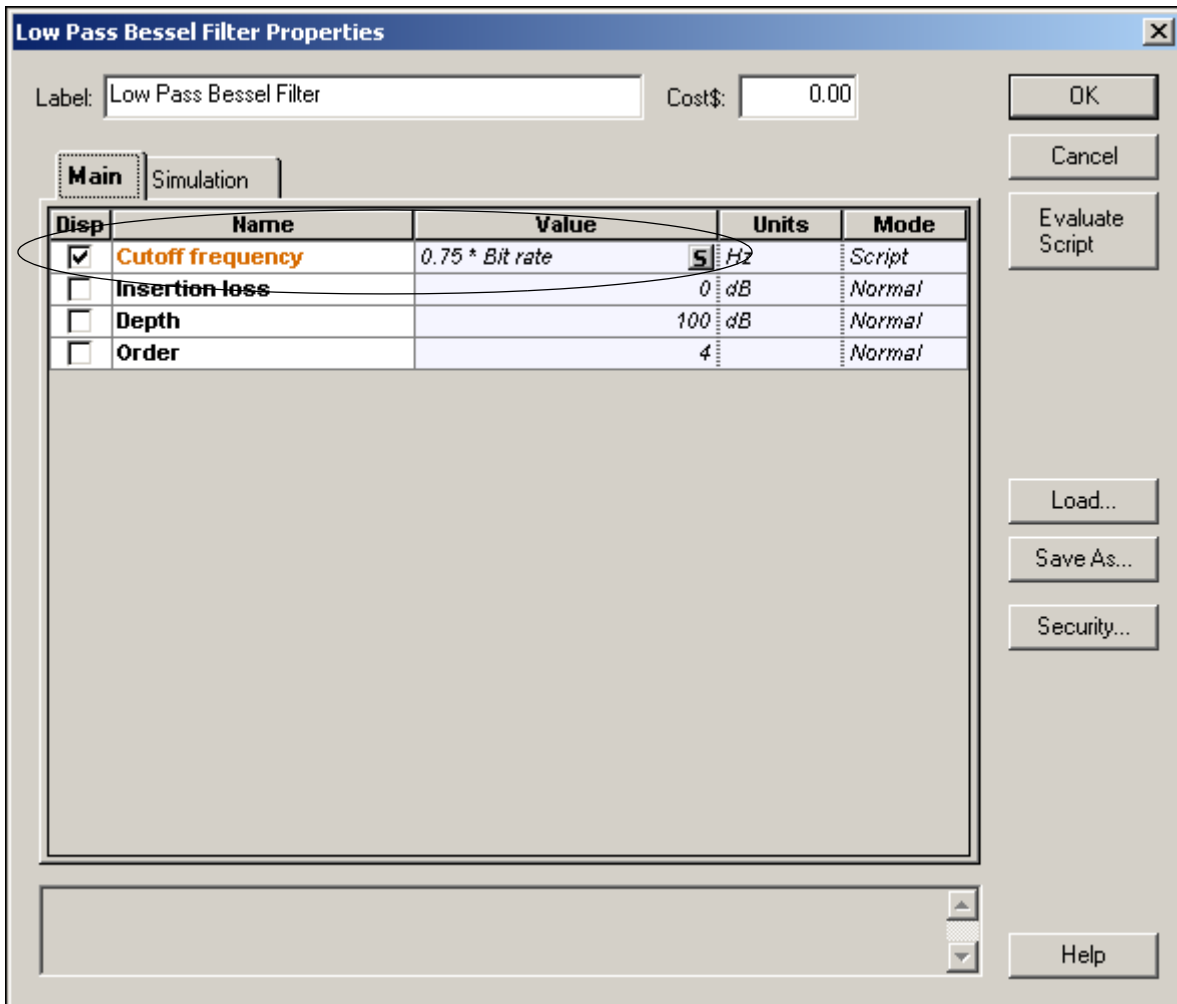 Low Pass Bessel Filter Properties
Label: Low Pass Bessel Filter Cost$: 0.00 OK
Cancel
Main Simulation
Evaluate Script
Disp Name Value Units Mode
Cutoff frequency 0.75 * Bit rate S Hz Script
Insertion loss 0 dB Normal
Depth 100 dB Normal
Order 4 Normal
Load...
Save As...
Security...
Help